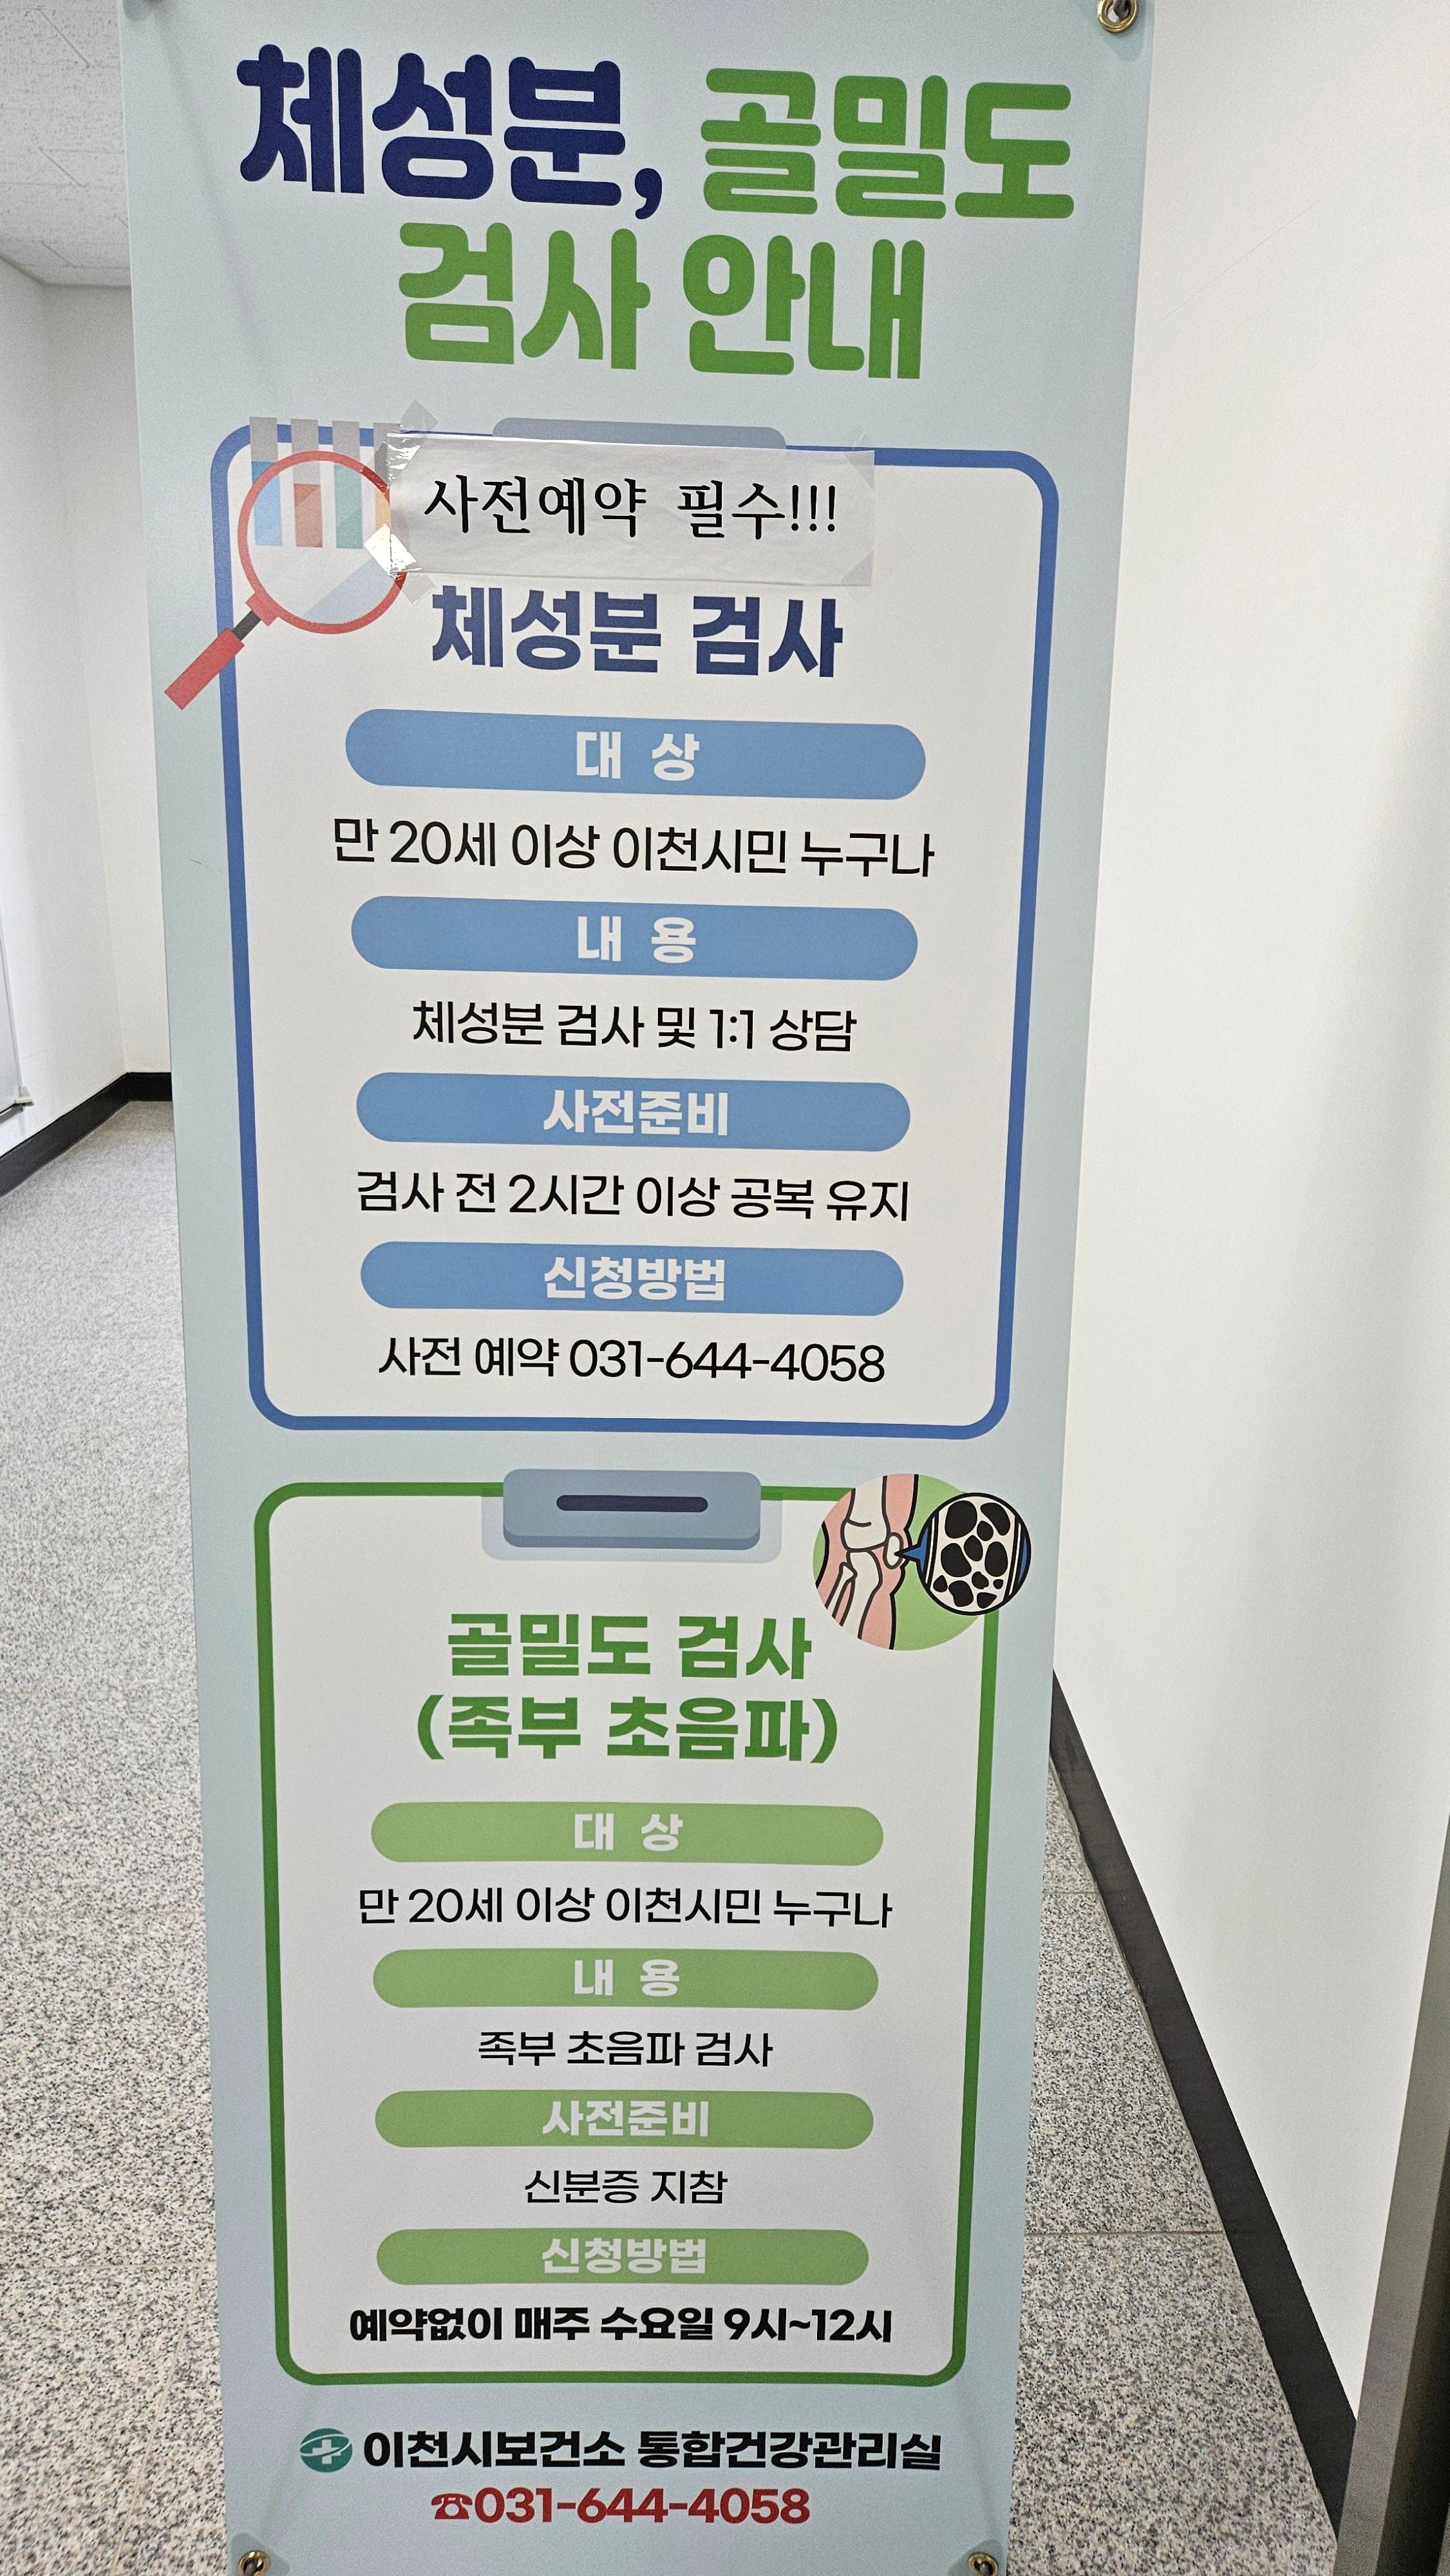 체성분, 골밀도
검사 안내
사전예약 필수!!!
체성분 검사
대 상
만 20세 이상 이천시민 누구나
내 용
체성분 검사 및 1:1 상담
사전준비
검사 전 2시간 이상 공복 유지
신청방법
사전 예약 031-644-4058
골밀도 검사
(족부 초음파)
대 상
만 20세 이상 이천시민 누구나
내 용
족부 초음파 검사
사전준비
신분증 지참
신청방법
예약없이 매주 수요일 9시~12시
이천시보건소 통합건강관리실
☎031-644-4058